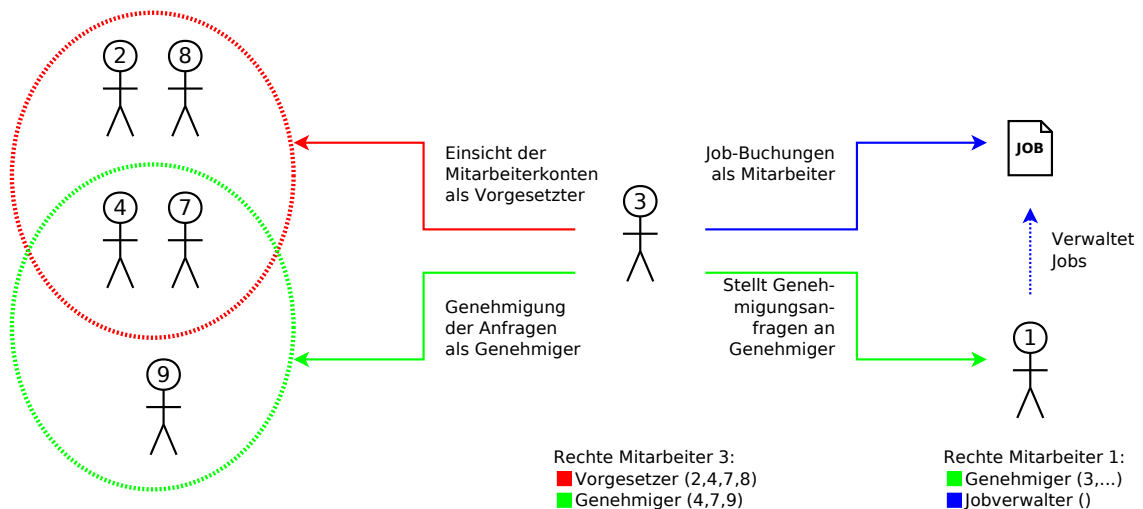 2
8
4
7
9
Einsicht der
Mitarbeiterkonten
als Vorgesetzter
Genehmigung
der Anfragen
als Genehmiger
3
Job-Buchungen
als Mitarbeiter
Stellt Geneh-
migungsan-
fragen an
Genehmiger
JOB
Verwaltet
Jobs
1
Rechte Mitarbeiter 3:
Vorgesetzer (2,4,7,8)
Genehmiger (4,7,9)
Rechte Mitarbeiter 1:
Genehmiger (3,...)
Jobverwalter ()